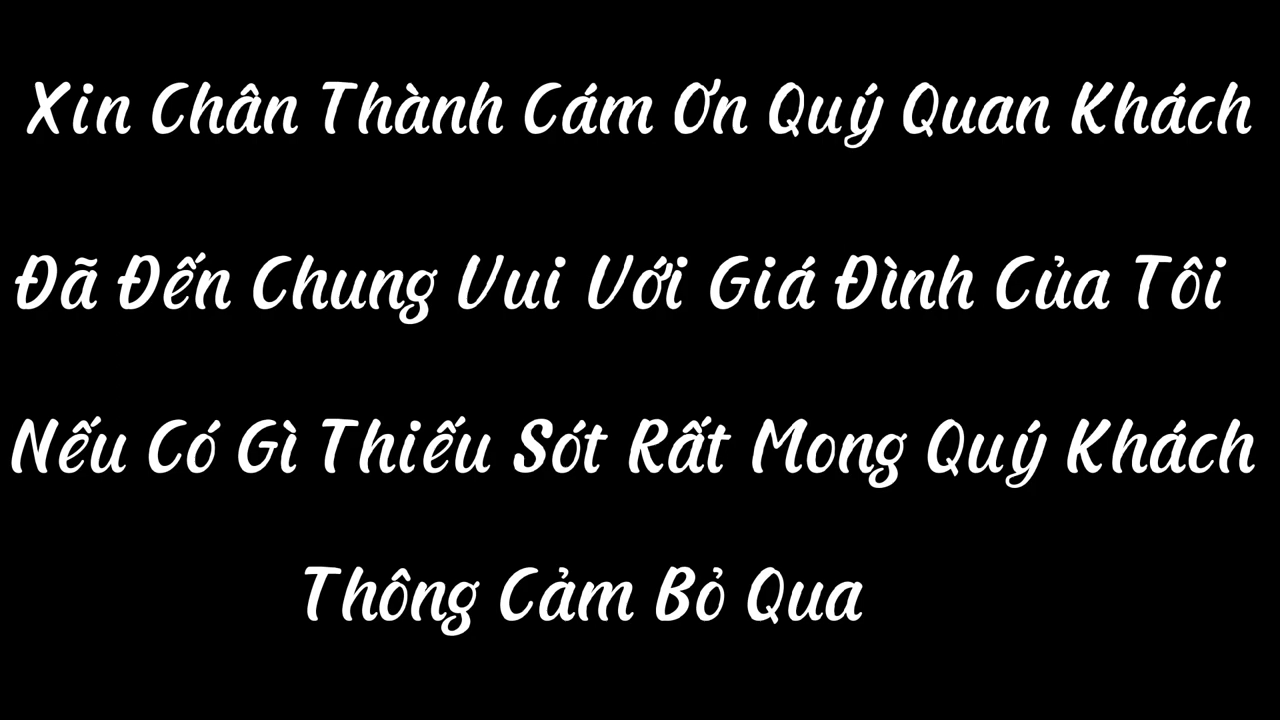 Xin Chân Thành Cám Ơn Quý Quan Khách
Đã Đến Chung Vui Với Giá Đình Của Tôi
Nếu Có Gì Thiếu Sót Rất Mong Quý Khách
Thông Cảm Bỏ Qua